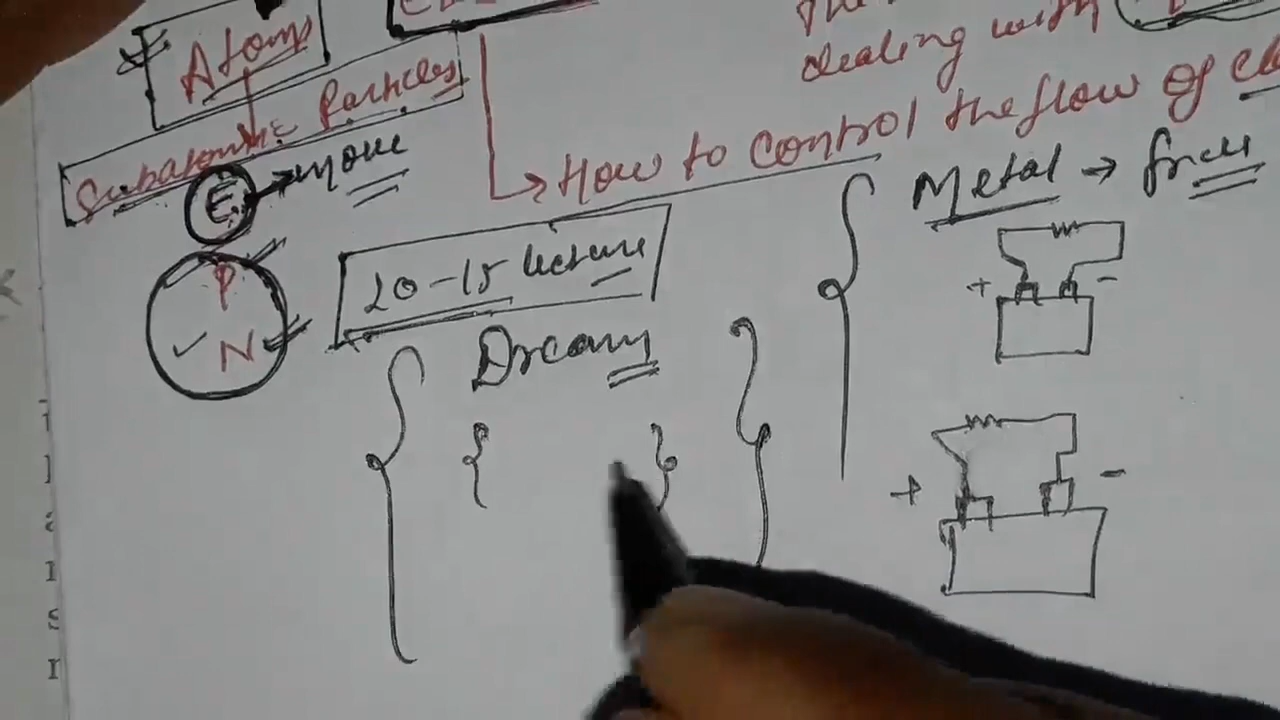 Atoms
Subatomic Particles
E → move
P
N
20-15 lecture
Dream
dealing with
→ How to control the flow of
Metal → free
+ -
+ -